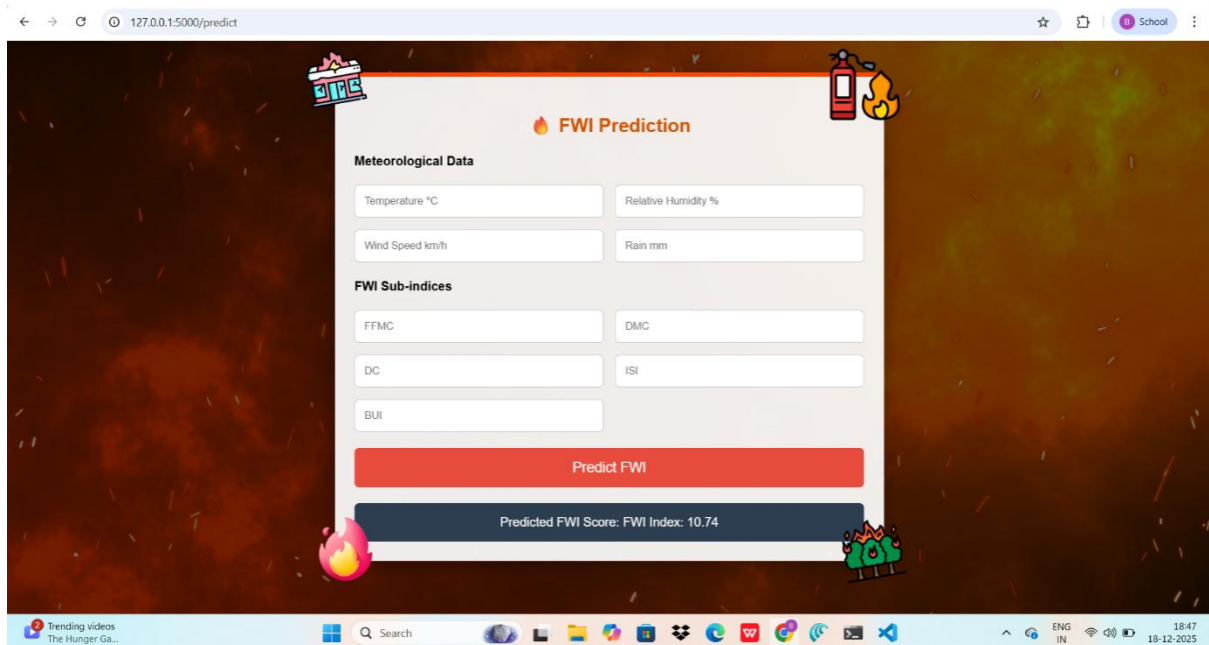 127.0.0.1:5000/predict
B School
FWI Prediction
Meteorological Data
Temperature °C Relative Humidity %
Wind Speed km/h Rain mm
FWI Sub-indices
FFMC DMC
DC ISI
BUI
Predict FWI
Predicted FWI Score: FWI Index: 10.74
2 Trending videos
The Hunger Ga...
Search
W
ENG
IN
18:47
18-12-2025